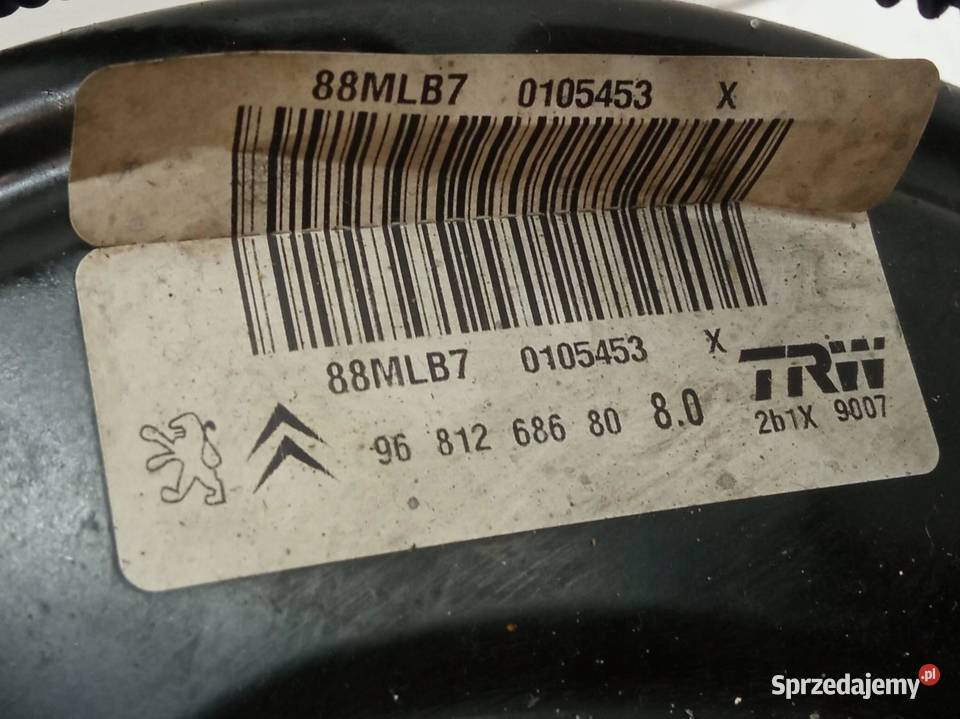 88MLB7 0105453 X
88MLB7 0105453 X
TRW
96 812 686 80 8.0
2b1X 9007
Sprzedajemy.pl